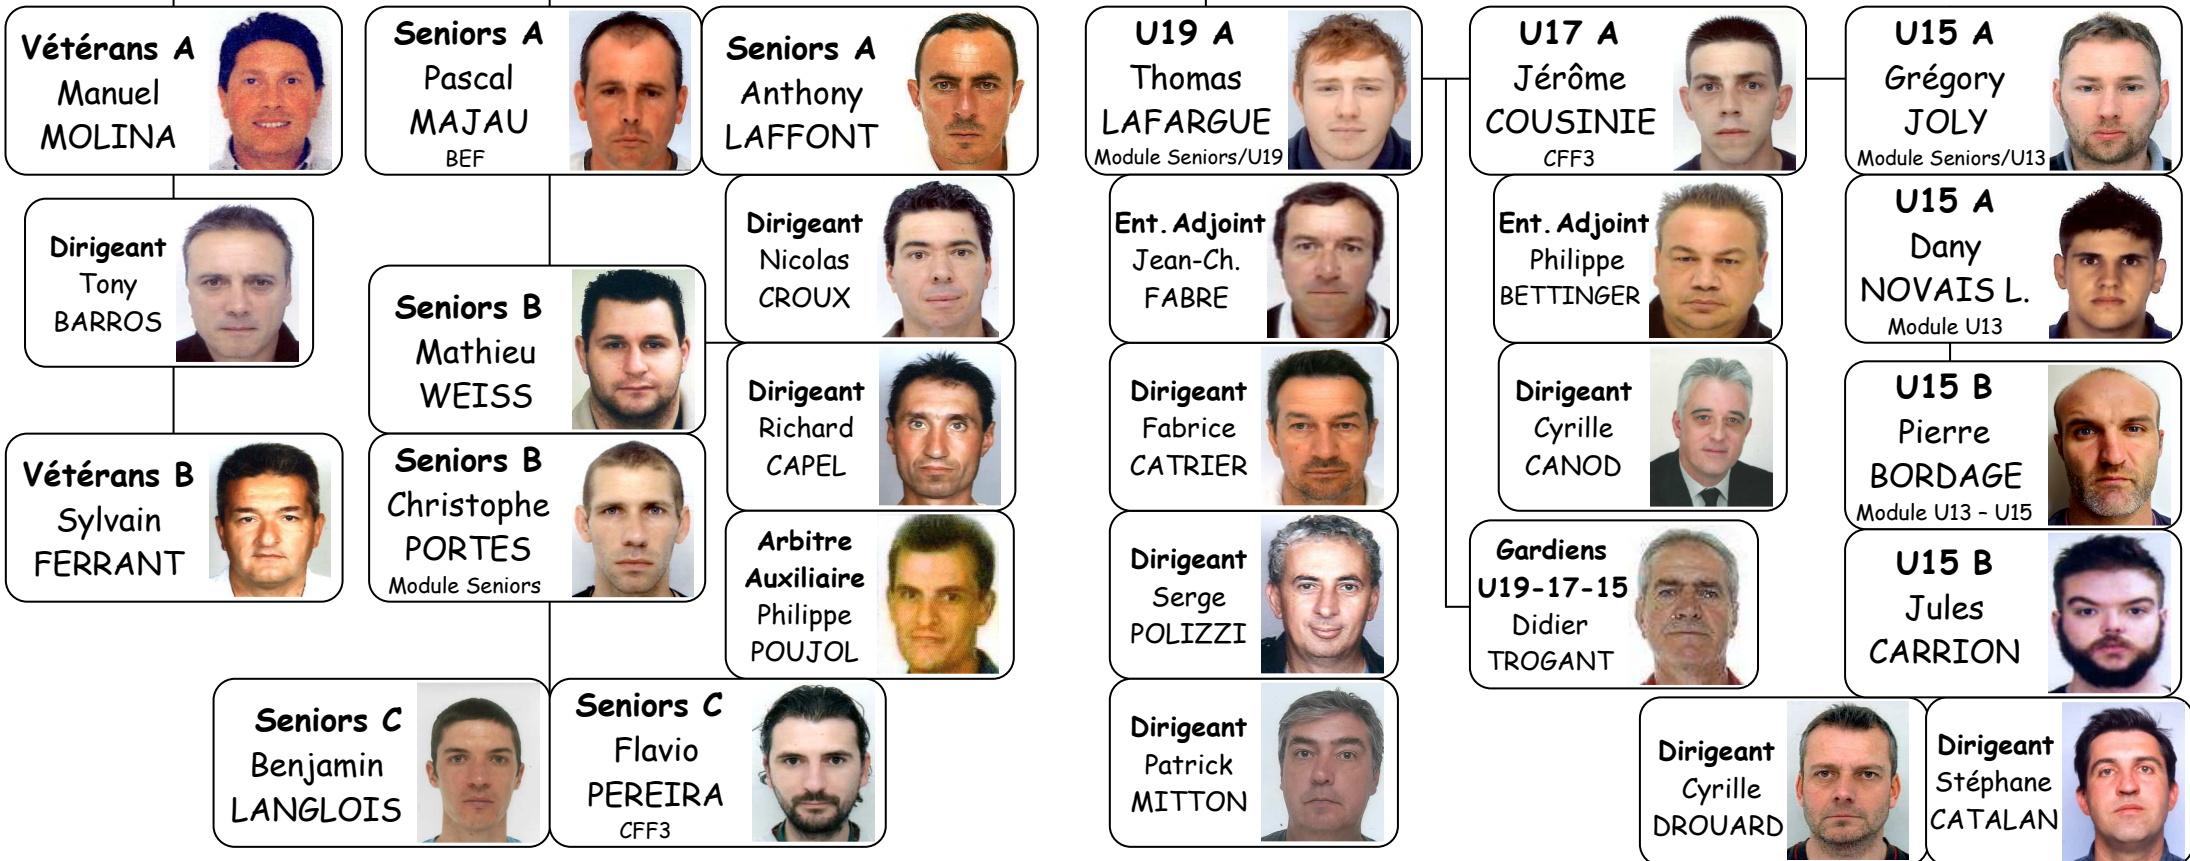 Vétérans A
Manuel
MOLINA
Dirigeant
Tony
BARROS
Vétérans B
Sylvain
FERRANT
Seniors A
Pascal
MAJAU
BEF
Seniors A
Anthony
LAFFONT
Dirigeant
Nicolas
CROUX
Seniors B
Mathieu
WEISS
Dirigeant
Richard
CAPEL
Seniors B
Christophe
PORTES
Module Seniors
Arbitre
Auxiliaire
Philippe
POUJOL
Seniors C
Benjamin
LANGLOIS
Seniors C
Flavio
PEREIRA
CFF3
U19 A
Thomas
LAFARGUE
Module Seniors/U19
Ent. Adjoint
Jean-Ch.
FABRE
Dirigeant
Fabrice
CATRIER
Dirigeant
Serge
POLIZZI
Dirigeant
Patrick
MITTON
U17 A
Jérôme
COUSINIE
CFF3
Ent. Adjoint
Philippe
BETTINGER
Dirigeant
Cyrille
CANOD
Gardiens
U19-17-15
Didier
TROGANT
U15 A
Grégory
JOLY
Module Seniors/U13
U15 A
Dany
NOVAIS L.
Module U13
U15 B
Pierre
BORDAGE
Module U13 – U15
U15 B
Jules
CARRION
Dirigeant
Cyrille
DROUARD
Dirigeant
Stéphane
CATALAN